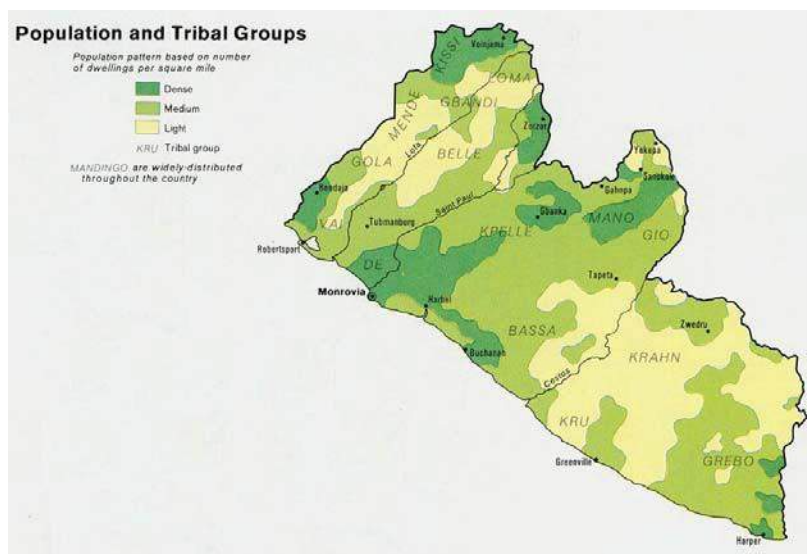 Population and Tribal Groups
Population pattern based on number
of dwellings per square mile
Dense
Medium
Light
KRU Tribal group
MANDINGO are widely-distributed
throughout the country
Voinjama
KISSI
LOMA
GBANDI
MENDE
Zorzor
Lofa
BELLE
GOLA
Yekepa
Sanokole
Gahnpa
Bendaja
Saint Paul
Gbanka
MANO
VAI
Tubmanburg
KPELLE
GIO
Robertsport
DE
Tapeta
Monrovia
Harbel
Zwedru
BASSA
Buchanan
KRAHN
Cestos
KRU
Greenville
GREBO
Harper